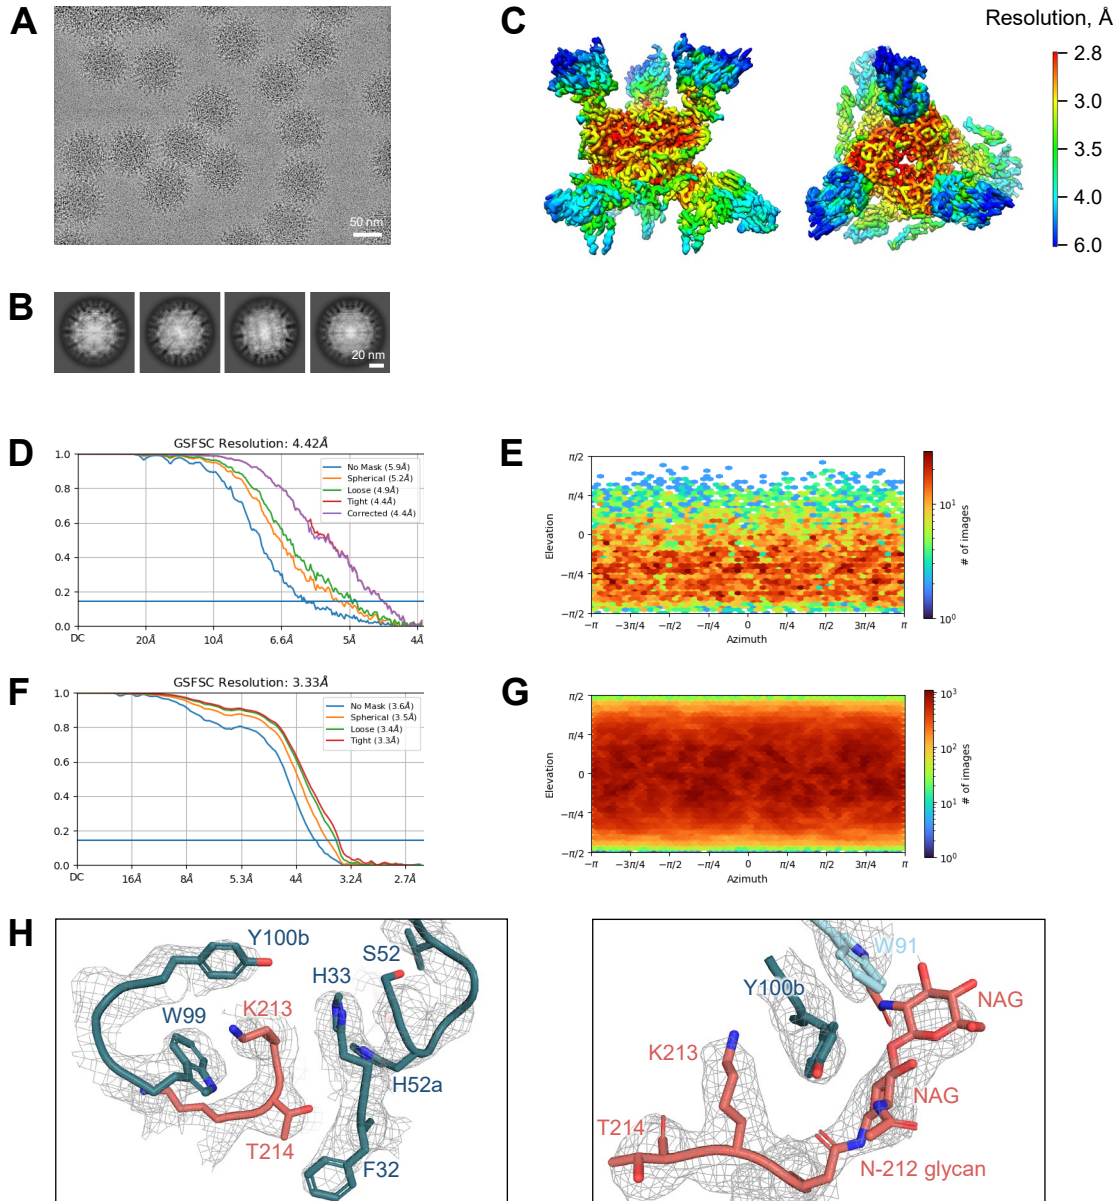 A
50 nm
B
20 nm
C
Resolution, Å
2.8
3.0
3.5
4.0
6.0
D
GSFSC Resolution: 4.42Å
1.0
0.8
0.6
0.4
0.2
0.0
No Mask (5.9Å)
Spherical (5.2Å)
Loose (4.9Å)
Tight (4.4Å)
Corrected (4.4Å)
DC 20Å 10Å 6.6Å 5Å 4Å
E
π/2
π/4
0
−π/4
−π/2
Elevation
−π −3π/4 −π/2 −π/4 0 π/4 π/2 3π/4 π
Azimuth
10¹
10⁰
# of images
F
GSFSC Resolution: 3.33Å
1.0
0.8
0.6
0.4
0.2
0.0
No Mask (3.6Å)
Spherical (3.5Å)
Loose (3.4Å)
Tight (3.3Å)
DC 16Å 8Å 5.3Å 4Å 3.2Å 2.7Å
G
π/2
π/4
0
−π/4
−π/2
Elevation
−π −3π/4 −π/2 −π/4 0 π/4 π/2 3π/4 π
Azimuth
10³
10²
10¹
10⁰
# of images
H
Y100b
S52
H33
W99
K213
H52a
T214
F32
W91
Y100b
NAG
K213
NAG
T214
N-212 glycan